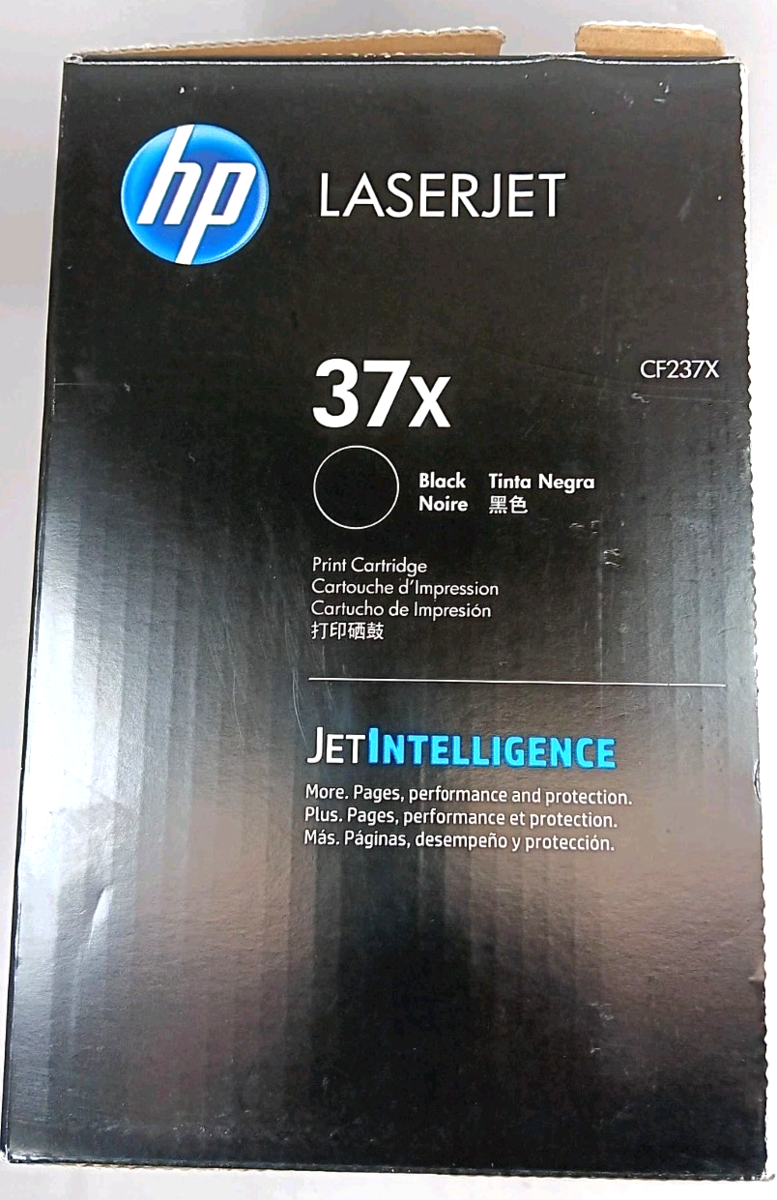 hp LASERJET
37X
CF237X
Black Tinta Negra
Noire 黑色
Print Cartridge
Cartouche d'Impression
Cartucho de Impresión
打印硒鼓
JETINTELLIGENCE
More. Pages, performance and protection.
Plus. Pages, performance et protection.
Más. Páginas, desempeño y protección.